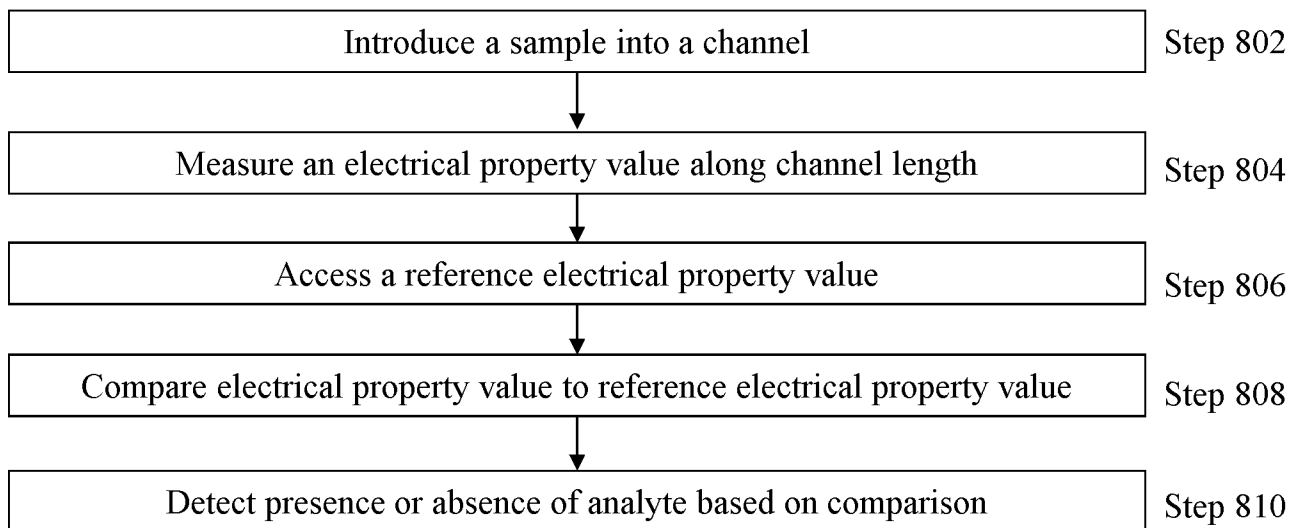 Introduce a sample into a channel
Step 802
Measure an electrical property value along channel length
Step 804
Access a reference electrical property value
Step 806
Compare electrical property value to reference electrical property value
Step 808
Detect presence or absence of analyte based on comparison
Step 810